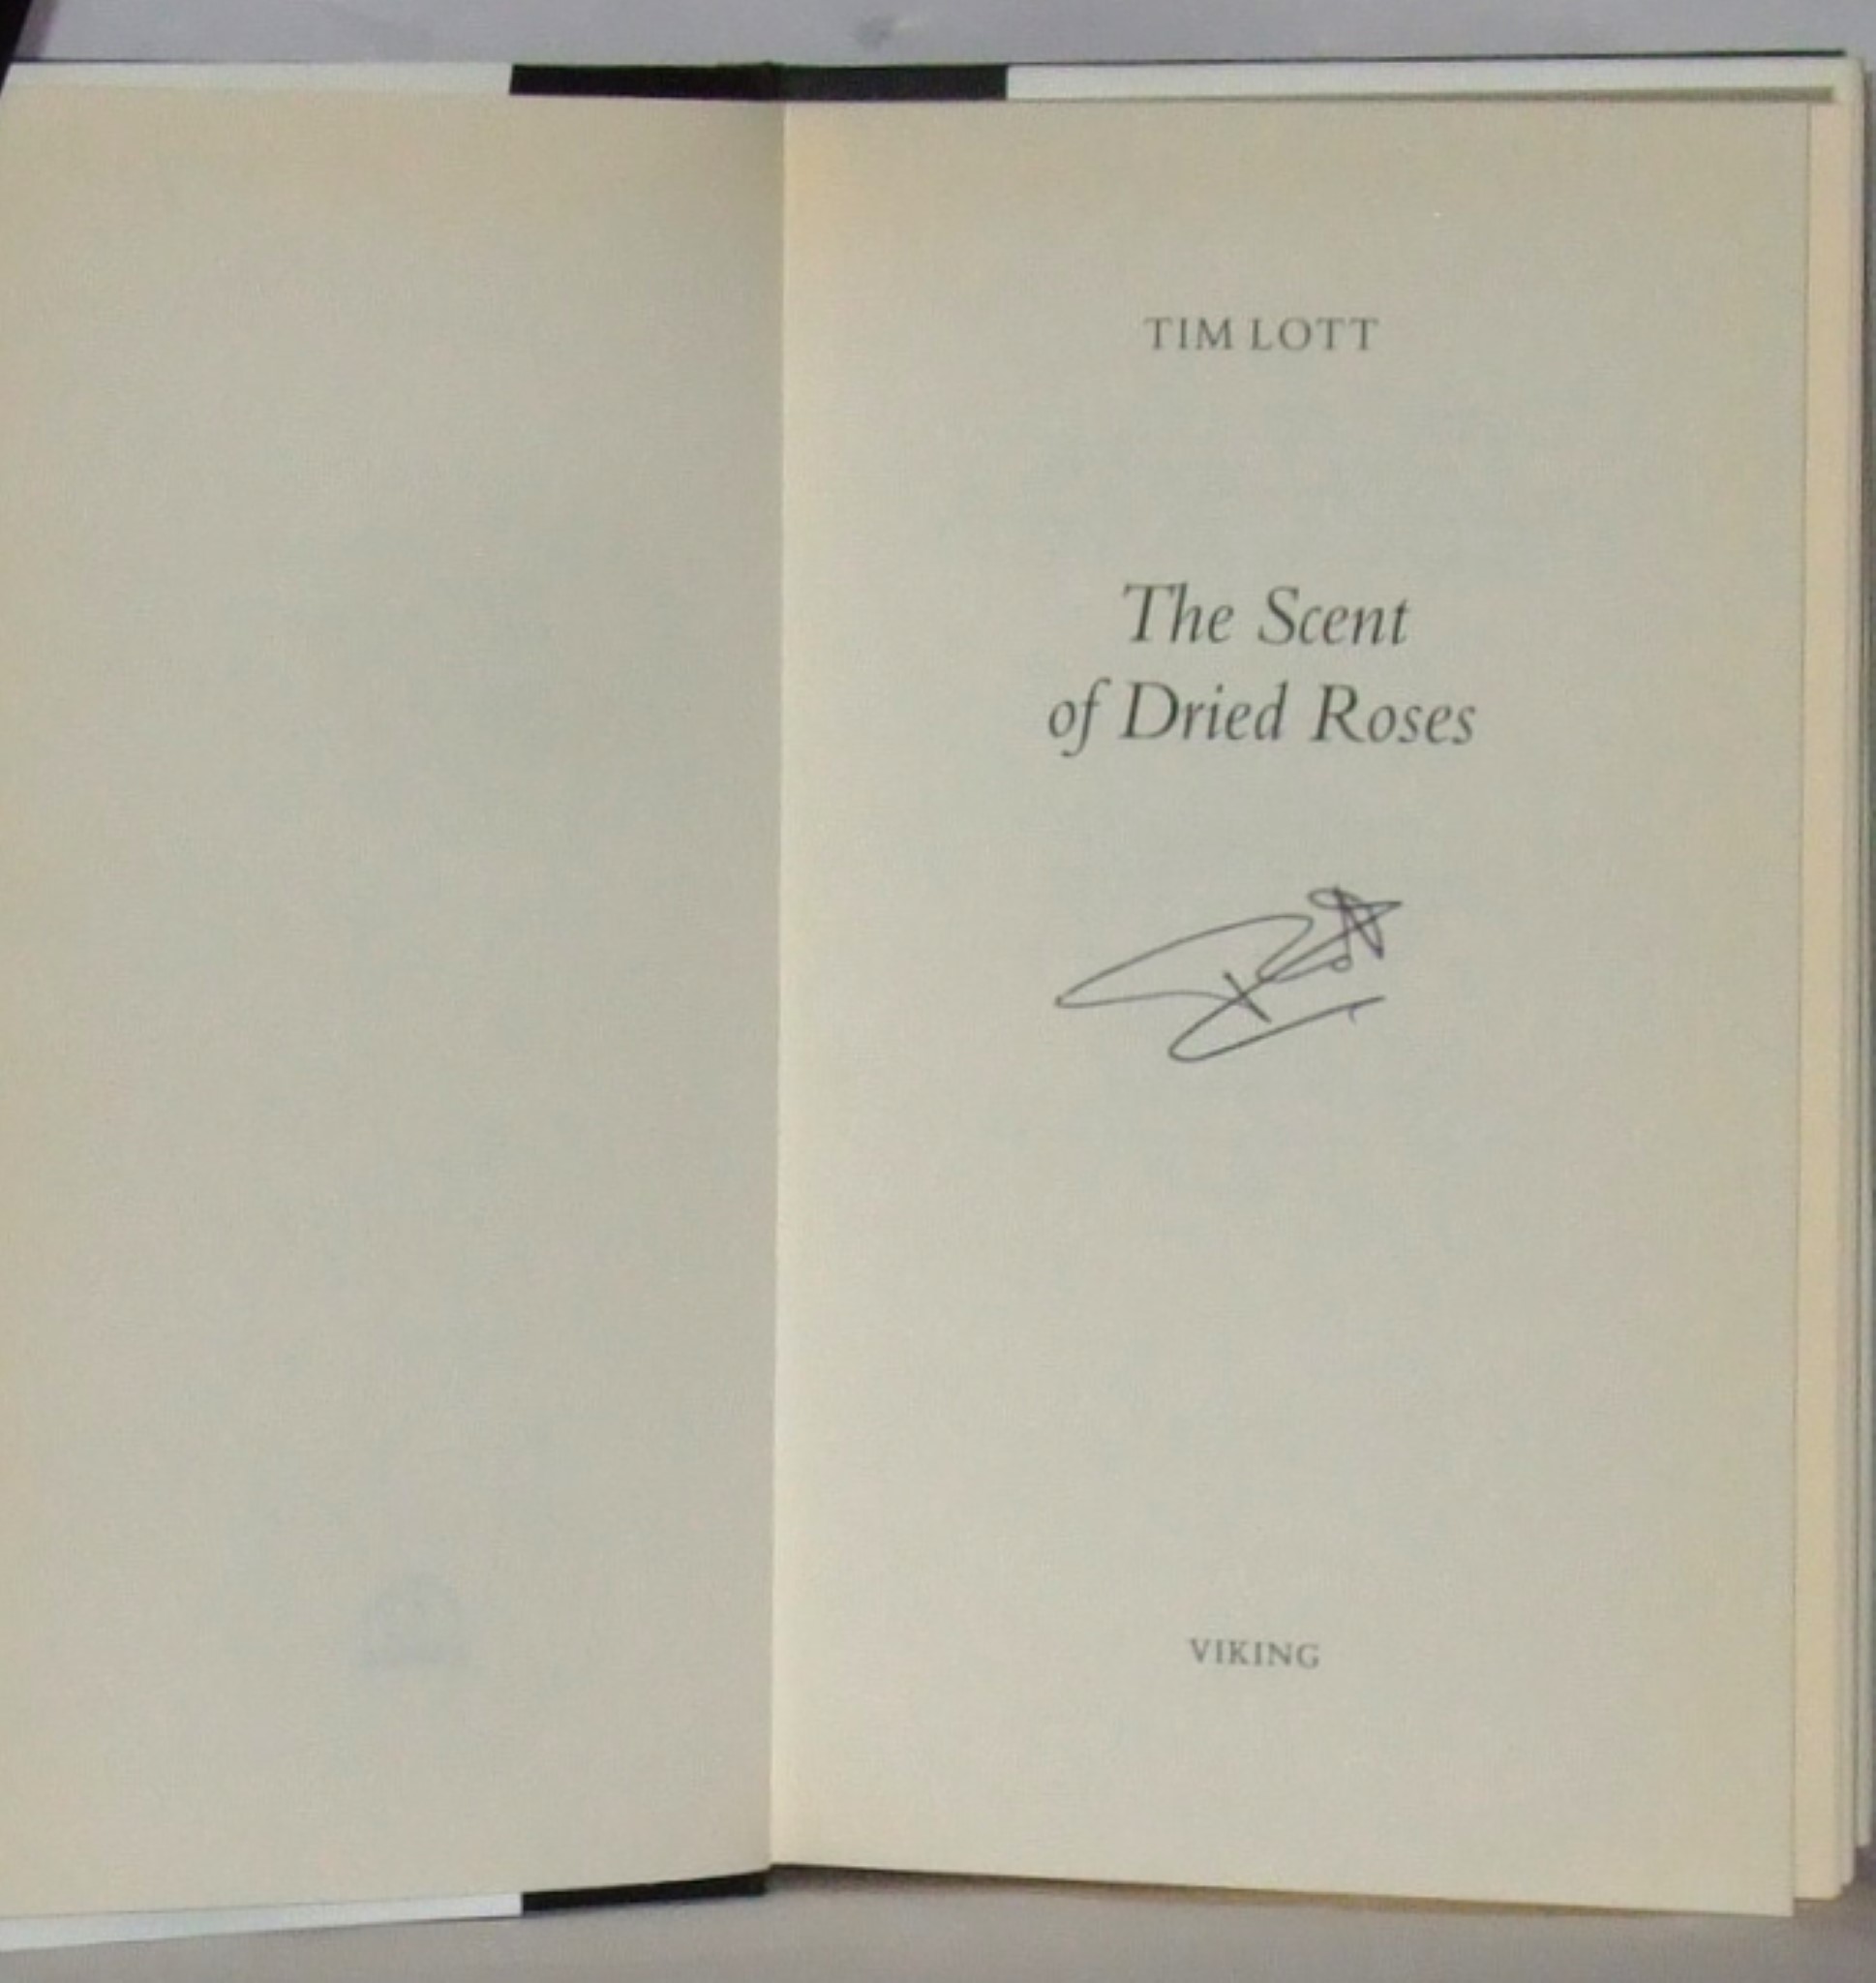 TIM LOTT
The Scent
of Dried Roses
VIKING